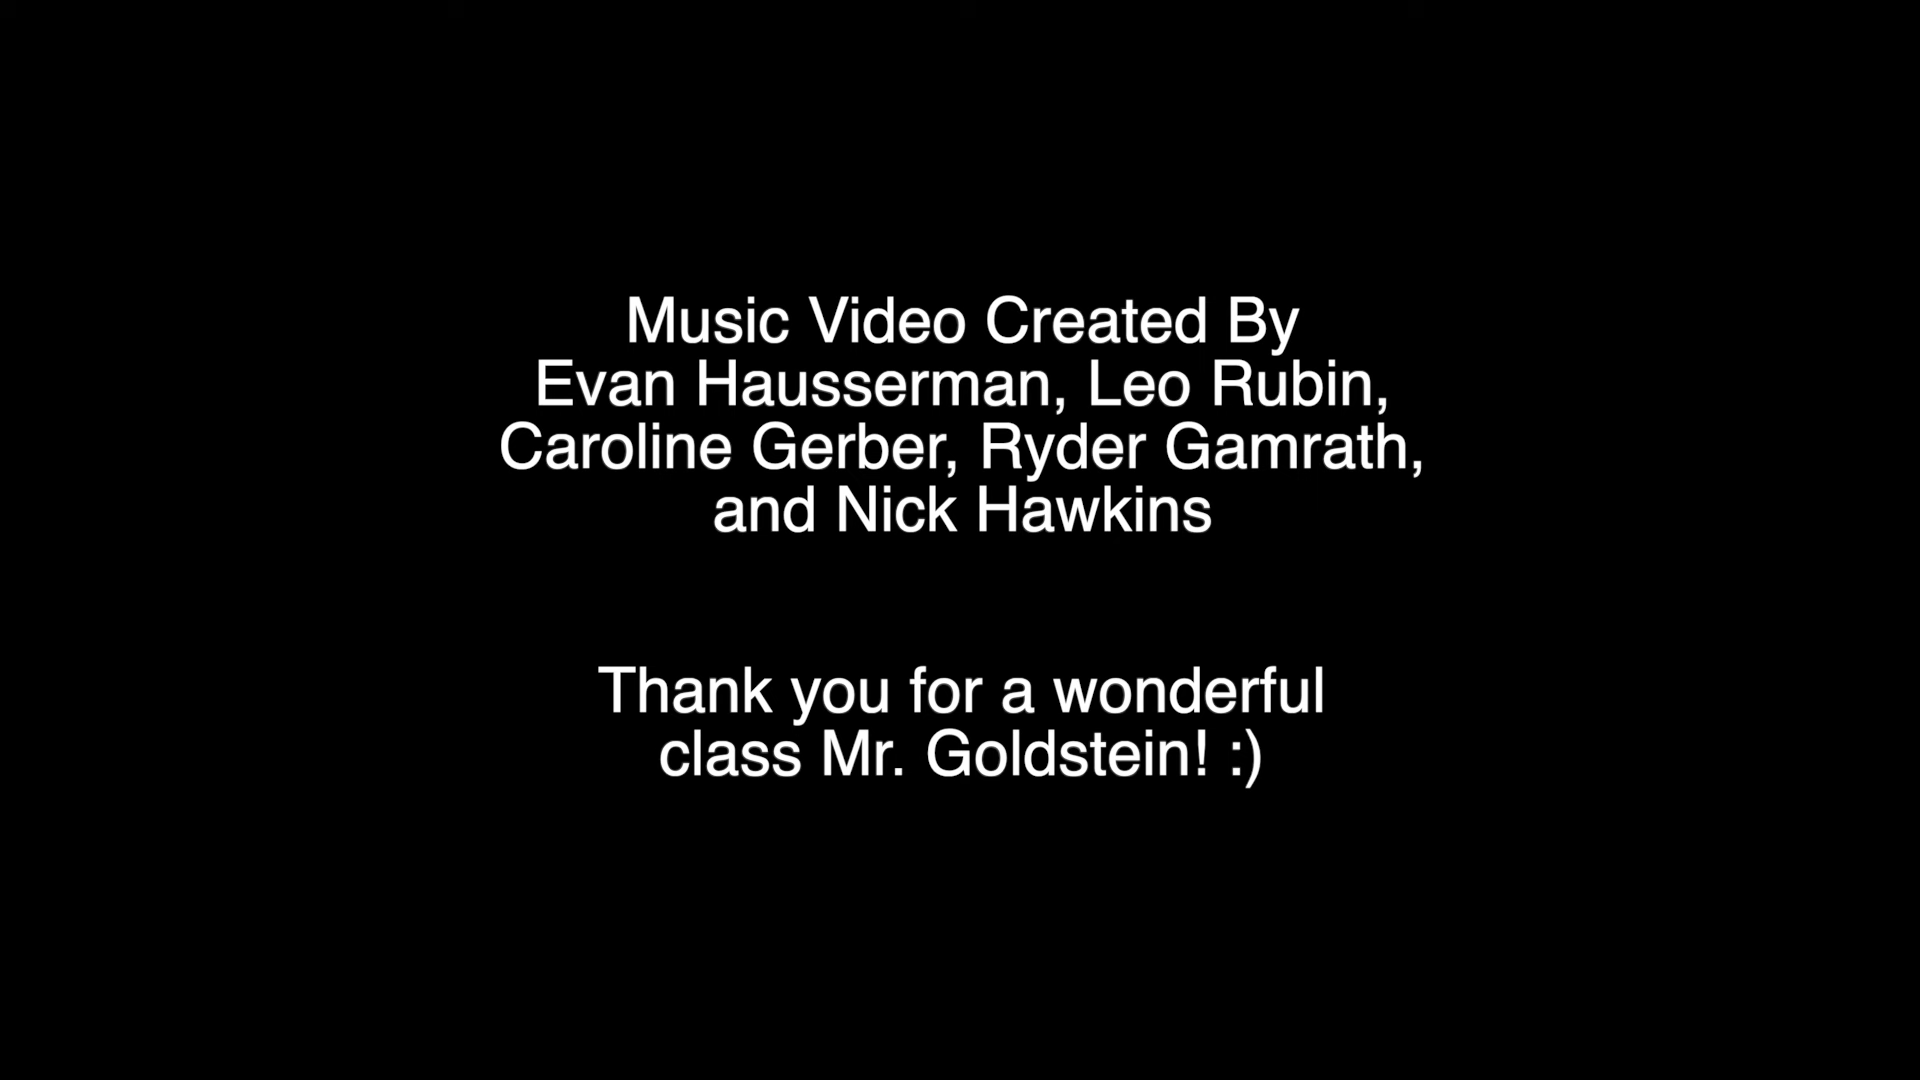 Music Video Created By
Evan Hausserman, Leo Rubin,
Caroline Gerber, Ryder Gamrath,
and Nick Hawkins
Thank you for a wonderful
class Mr. Goldstein! :)